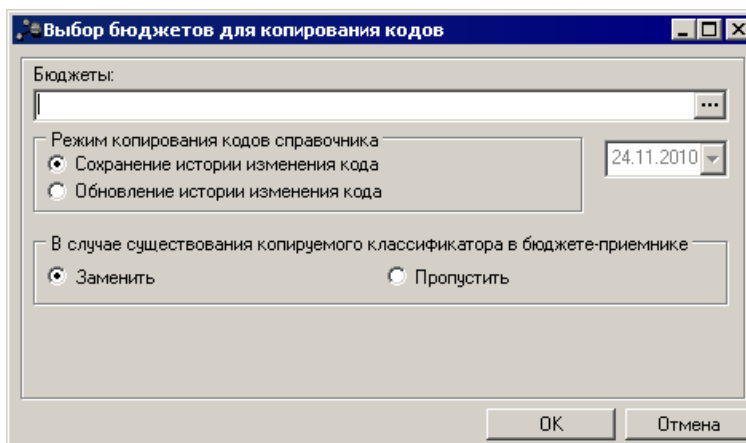 Выбор бюджетов для копирования кодов
Бюджеты:
...
Режим копирования кодов справочника
Сохранение истории изменения кода
24.11.2010
Обновление истории изменения кода
В случае существования копируемого классификатора в бюджете-приемнике
Заменить
Пропустить
OK
Отмена